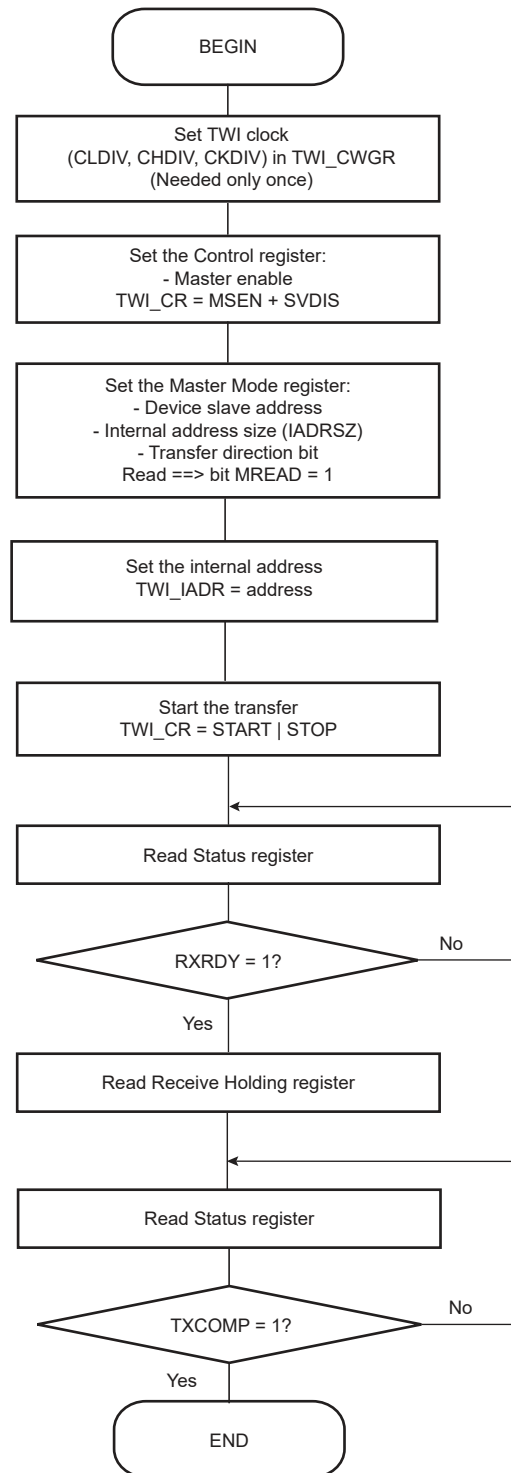 BEGIN
Set TWI clock
(CLDIV, CHDIV, CKDIV) in TWI_CWGR
(Needed only once)
Set the Control register:
- Master enable
TWI_CR = MSEN + SVDIS
Set the Master Mode register:
- Device slave address
- Internal address size (IADRSZ)
- Transfer direction bit
Read ==> bit MREAD = 1
Set the internal address
TWI_IADR = address
Start the transfer
TWI_CR = START | STOP
Read Status register
RXRDY = 1?
No
Yes
Read Receive Holding register
Read Status register
TXCOMP = 1?
No
Yes
END